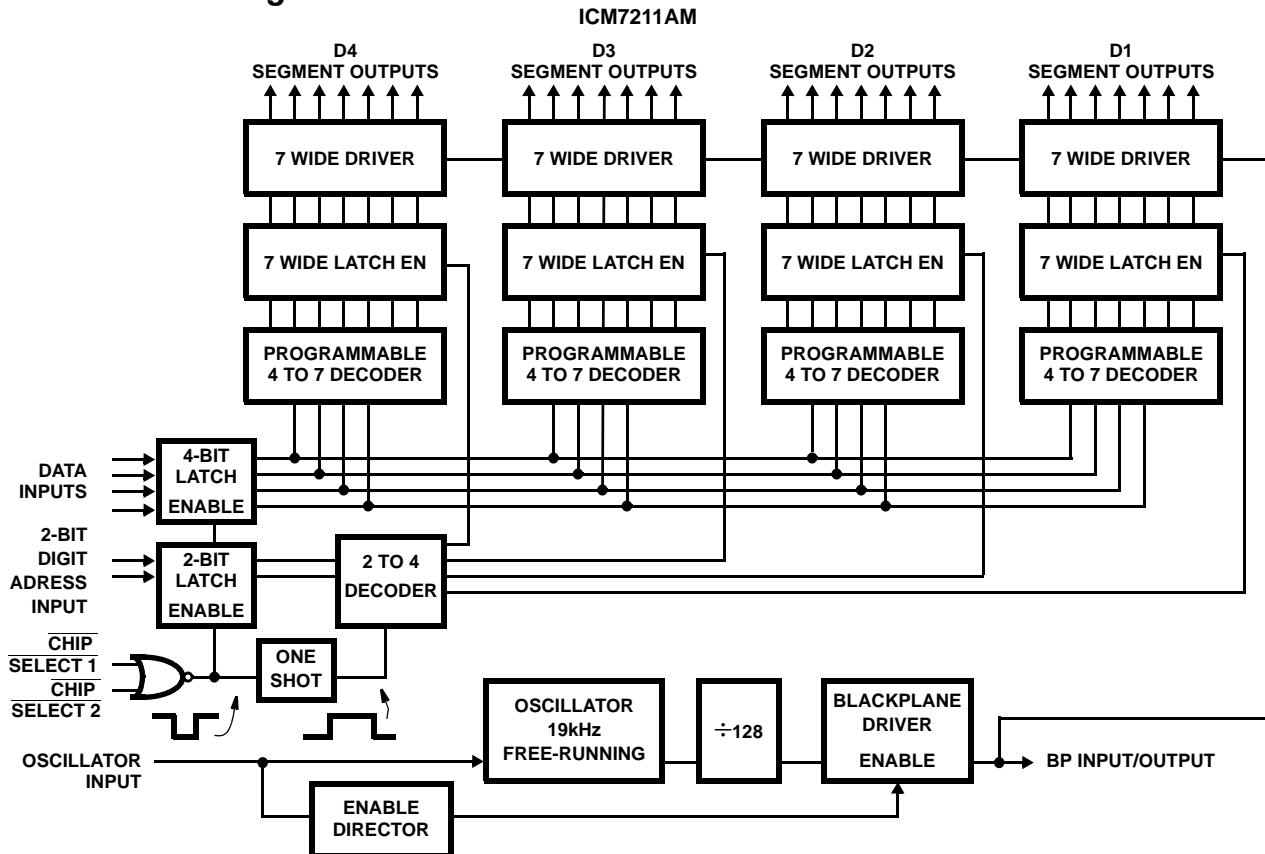 ICM7211AM
D4
SEGMENT OUTPUTS
D3
SEGMENT OUTPUTS
D2
SEGMENT OUTPUTS
D1
SEGMENT OUTPUTS
7 WIDE DRIVER
7 WIDE DRIVER
7 WIDE DRIVER
7 WIDE DRIVER
7 WIDE LATCH EN
7 WIDE LATCH EN
7 WIDE LATCH EN
7 WIDE LATCH EN
PROGRAMMABLE
4 TO 7 DECODER
PROGRAMMABLE
4 TO 7 DECODER
PROGRAMMABLE
4 TO 7 DECODER
PROGRAMMABLE
4 TO 7 DECODER
DATA
INPUTS
4-BIT
LATCH
ENABLE
2-BIT
DIGIT
ADRESS
INPUT
2-BIT
LATCH
ENABLE
2 TO 4
DECODER
CHIP
SELECT 1
CHIP
SELECT 2
ONE
SHOT
OSCILLATOR
19kHz
FREE-RUNNING
÷128
BLACKPLANE
DRIVER
ENABLE
OSCILLATOR
INPUT
BP INPUT/OUTPUT
ENABLE
DIRECTOR